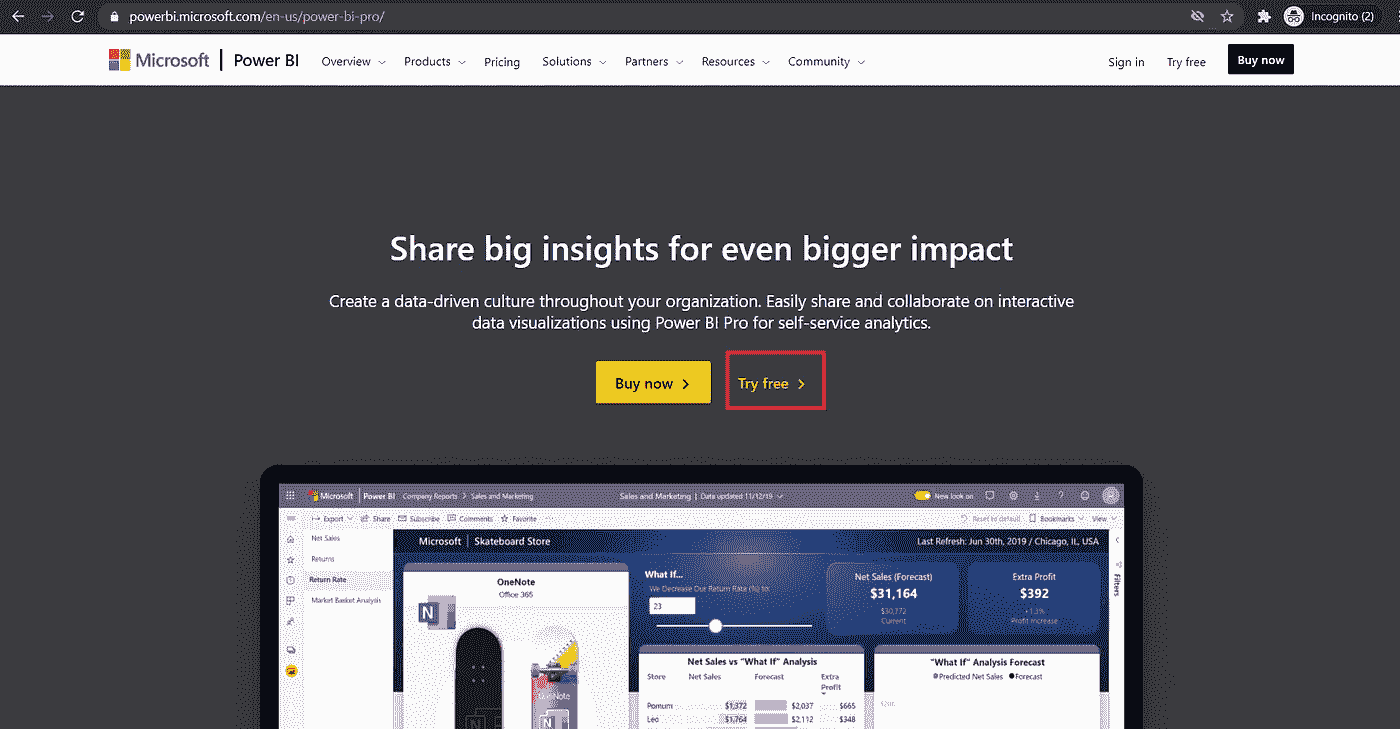 powerbi.microsoft.com/en-us/power-bi-pro/
Incognito (2)
Microsoft Power BI Overview Products Pricing Solutions Partners Resources Community Sign in Try free Buy now
Share big insights for even bigger impact
Create a data-driven culture throughout your organization. Easily share and collaborate on interactive
data visualizations using Power BI Pro for self-service analytics.
Buy now Try free
Microsoft Power BI Company Reports Sales and Marketing Sales and Marketing | Data updated 11/12/19 New look on
Export Share Subscribe Comments Favorite Reset to default Bookmarks View
Net Sales
Returns
Return Rate
Market Basket Analysis
Microsoft Skateboard Store Last Refresh: Jun 30th, 2019 / Chicago, IL, USA
Filters
OneNote
Office 365
N
OneNote
N
What If...
We Decrease Our Return Rate (%) to:
23
Net Sales (Forecast)
$31,164
$30,772
Current
Extra Profit
$392
+1.3%
Profit Increase
Net Sales vs "What If" Analysis
Store Net Sales Forecast Extra Profit
Pomum $1,372 $2,037 $665
Leo $1,764 $2,112 $348
"What If" Analysis Forecast
Predicted Net Sales Forecast